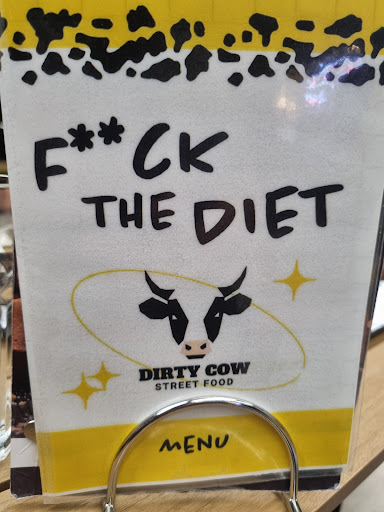 F**CK
THE DIET
DIRTY COW
STREET FOOD
MENU